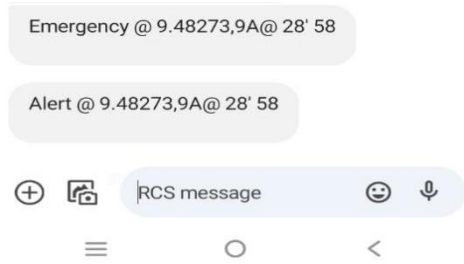 Emergency @ 9.48273,9A@ 28' 58
Alert @ 9.48273,9A@ 28' 58
RCS message